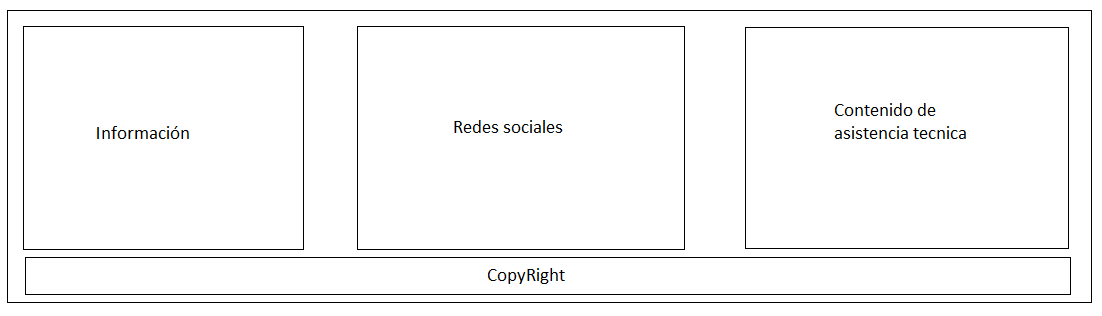 Información
Redes sociales
Contenido de
asistencia tecnica
CopyRight